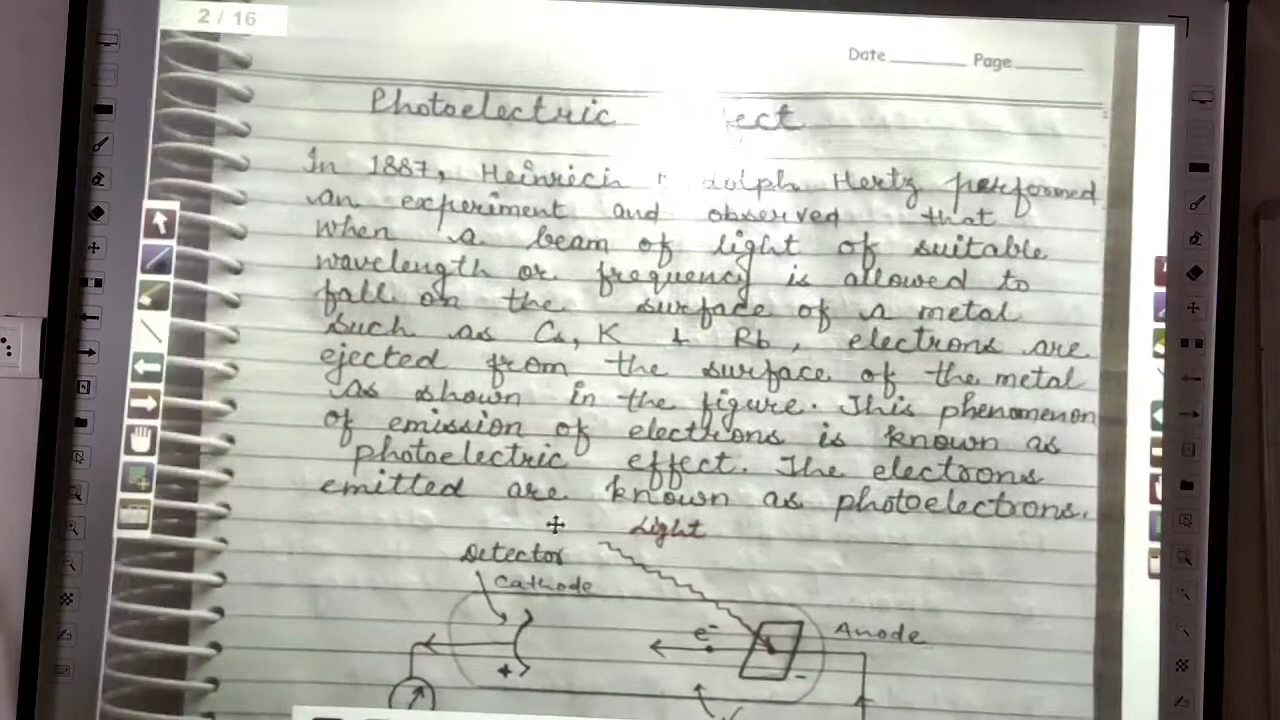 2 / 16
Date Page
Photoelectric ect
In 1887, Heinrich dolph Hertz performed
an experiment and observed that
when a beam of light of suitable
wavelength or frequency is allowed to
fall on the surface of a metal
such as Cs, K & Rb, electrons are
ejected from the surface of the metal
as shown in the figure. This phenomenon
of emission of electrons is known as
photoelectric effect. The electrons
emitted are known as photoelectrons.
Light
Detector
Cathode
e⁻
Anode
+
-